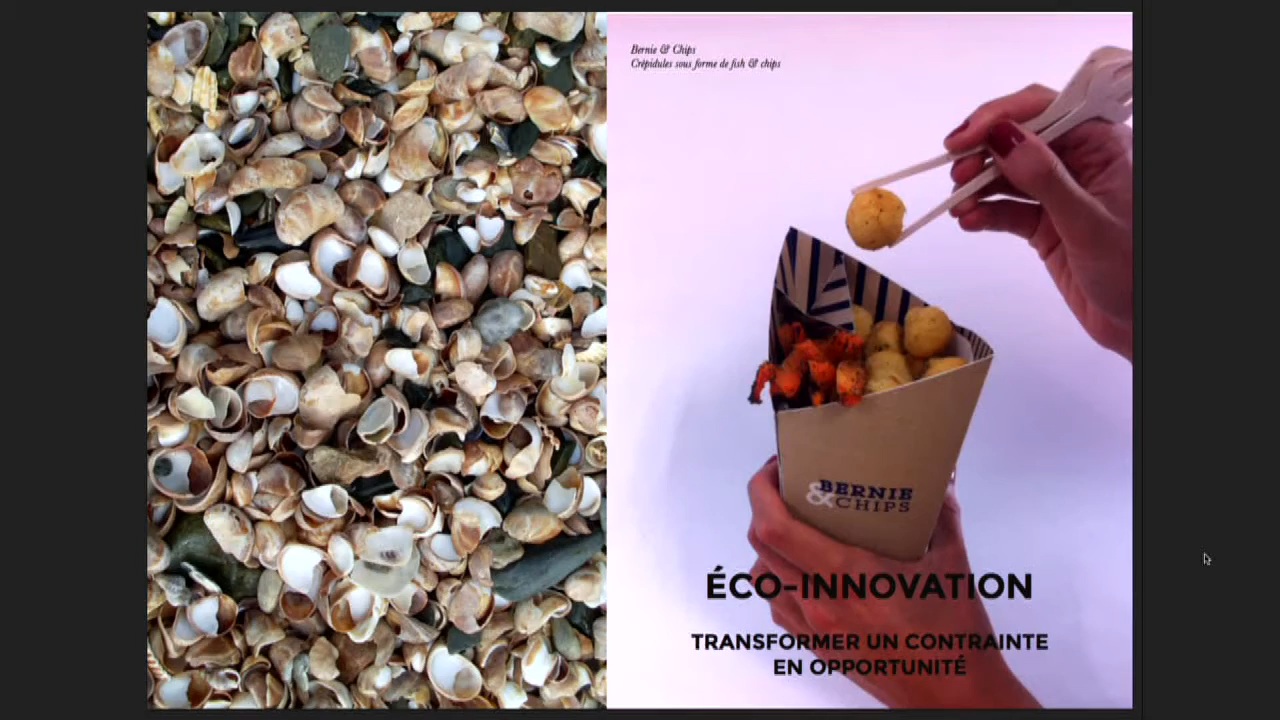 Bernie & Chips
Crépidules sous forme de fish & chips
BERNIE
& CHIPS
ÉCO-INNOVATION
TRANSFORMER UN CONTRAINTE
EN OPPORTUNITÉ